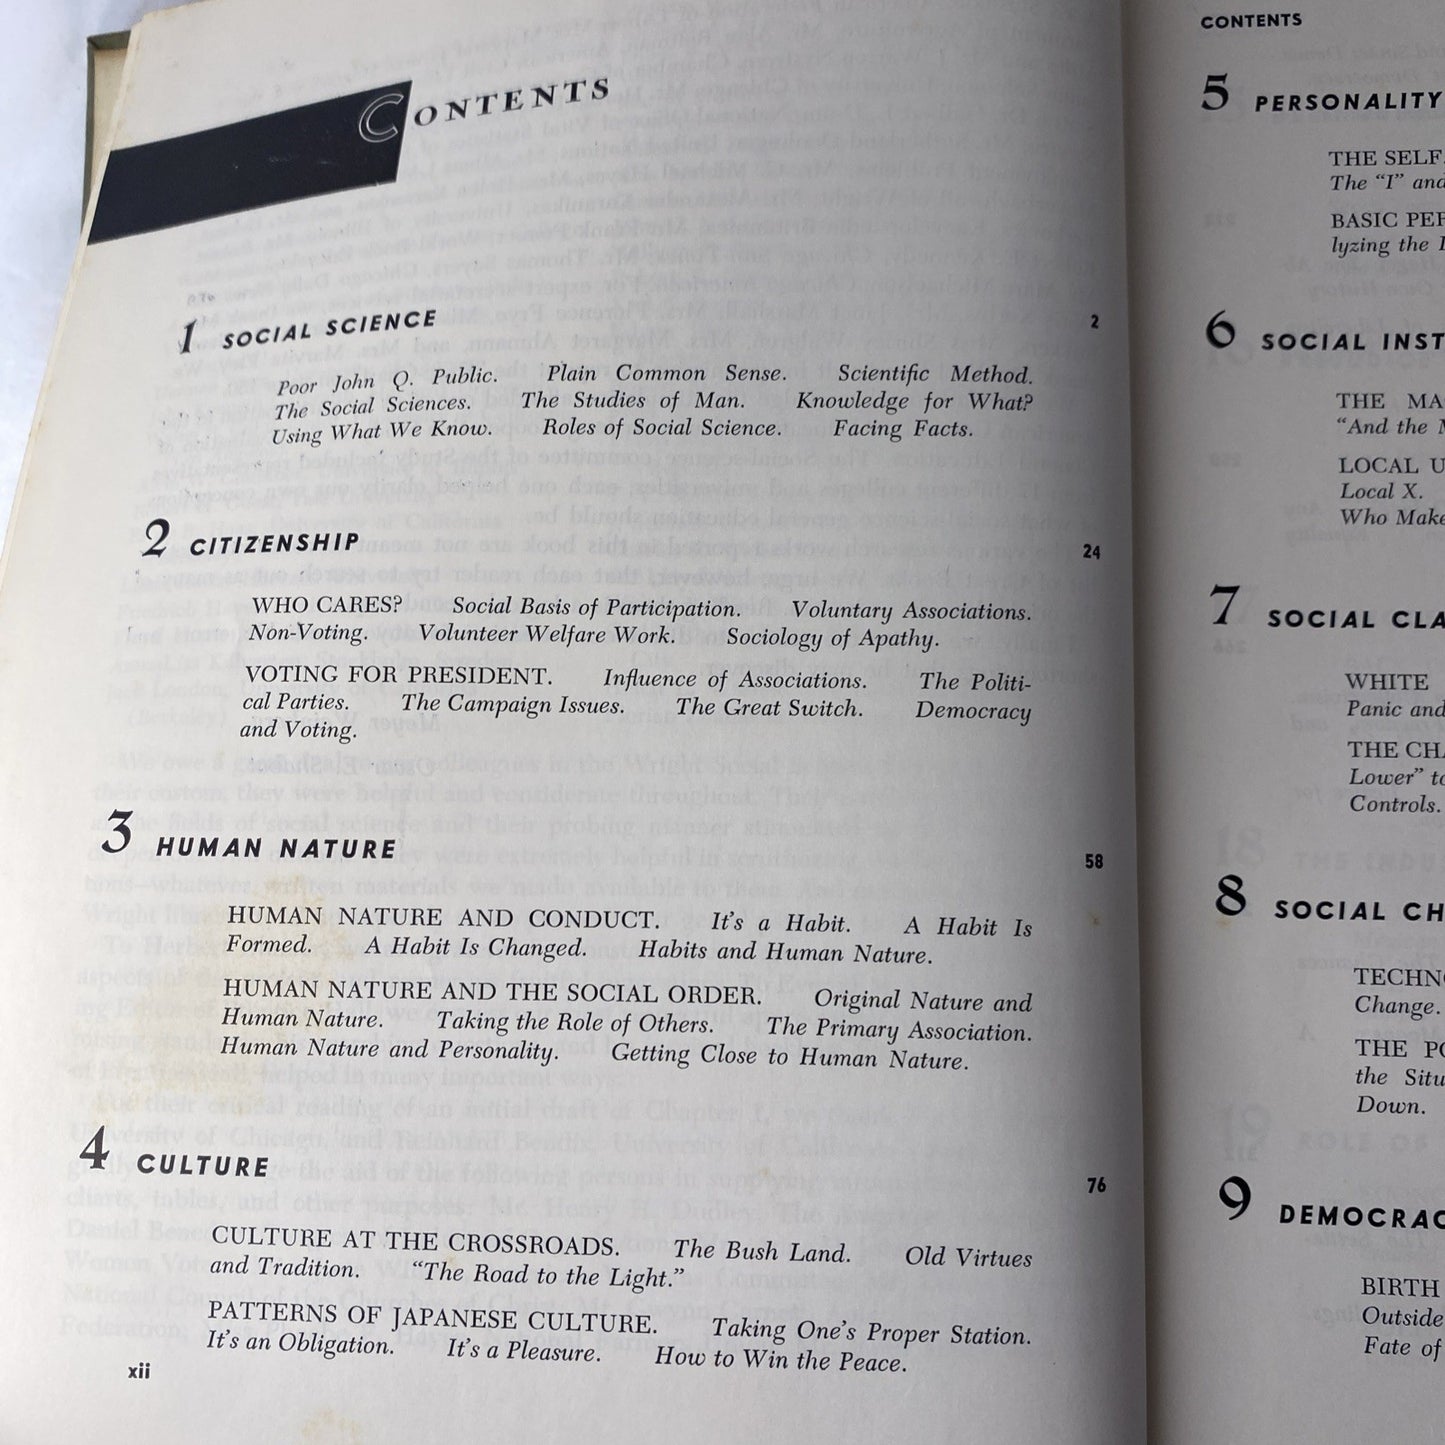 CONTENTS
1 SOCIAL SCIENCE 2
Poor John Q. Public. Plain Common Sense. Scientific Method.
The Social Sciences. The Studies of Man. Knowledge for What?
Using What We Know. Roles of Social Science. Facing Facts.
2 CITIZENSHIP 24
WHO CARES? Social Basis of Participation. Voluntary Associations.
Non-Voting. Volunteer Welfare Work. Sociology of Apathy.
VOTING FOR PRESIDENT. Influence of Associations. The Politi-
cal Parties. The Campaign Issues. The Great Switch. Democracy
and Voting.
3 HUMAN NATURE 58
HUMAN NATURE AND CONDUCT. It's a Habit. A Habit Is
Formed. A Habit Is Changed. Habits and Human Nature.
HUMAN NATURE AND THE SOCIAL ORDER. Original Nature and
Human Nature. Taking the Role of Others. The Primary Association.
Human Nature and Personality. Getting Close to Human Nature.
4 CULTURE 76
CULTURE AT THE CROSSROADS. The Bush Land. Old Virtues
and Tradition. "The Road to the Light."
PATTERNS OF JAPANESE CULTURE. Taking One's Proper Station.
It's an Obligation. It's a Pleasure. How to Win the Peace.
xii
CONTENTS
5 PERSONALITY
THE SELF
The "I" and
BASIC PER
lyzing the
6 SOCIAL INST
THE MA
"And the
LOCAL U
Local X.
Who Make
7 SOCIAL CLA
WHITE
Panic and
THE CHA
Lower" to
Controls.
8 SOCIAL CH
TECHNO
Change.
THE PO
the Situ
Down.
9 DEMOCRAC
BIRTH
Outside
Fate of